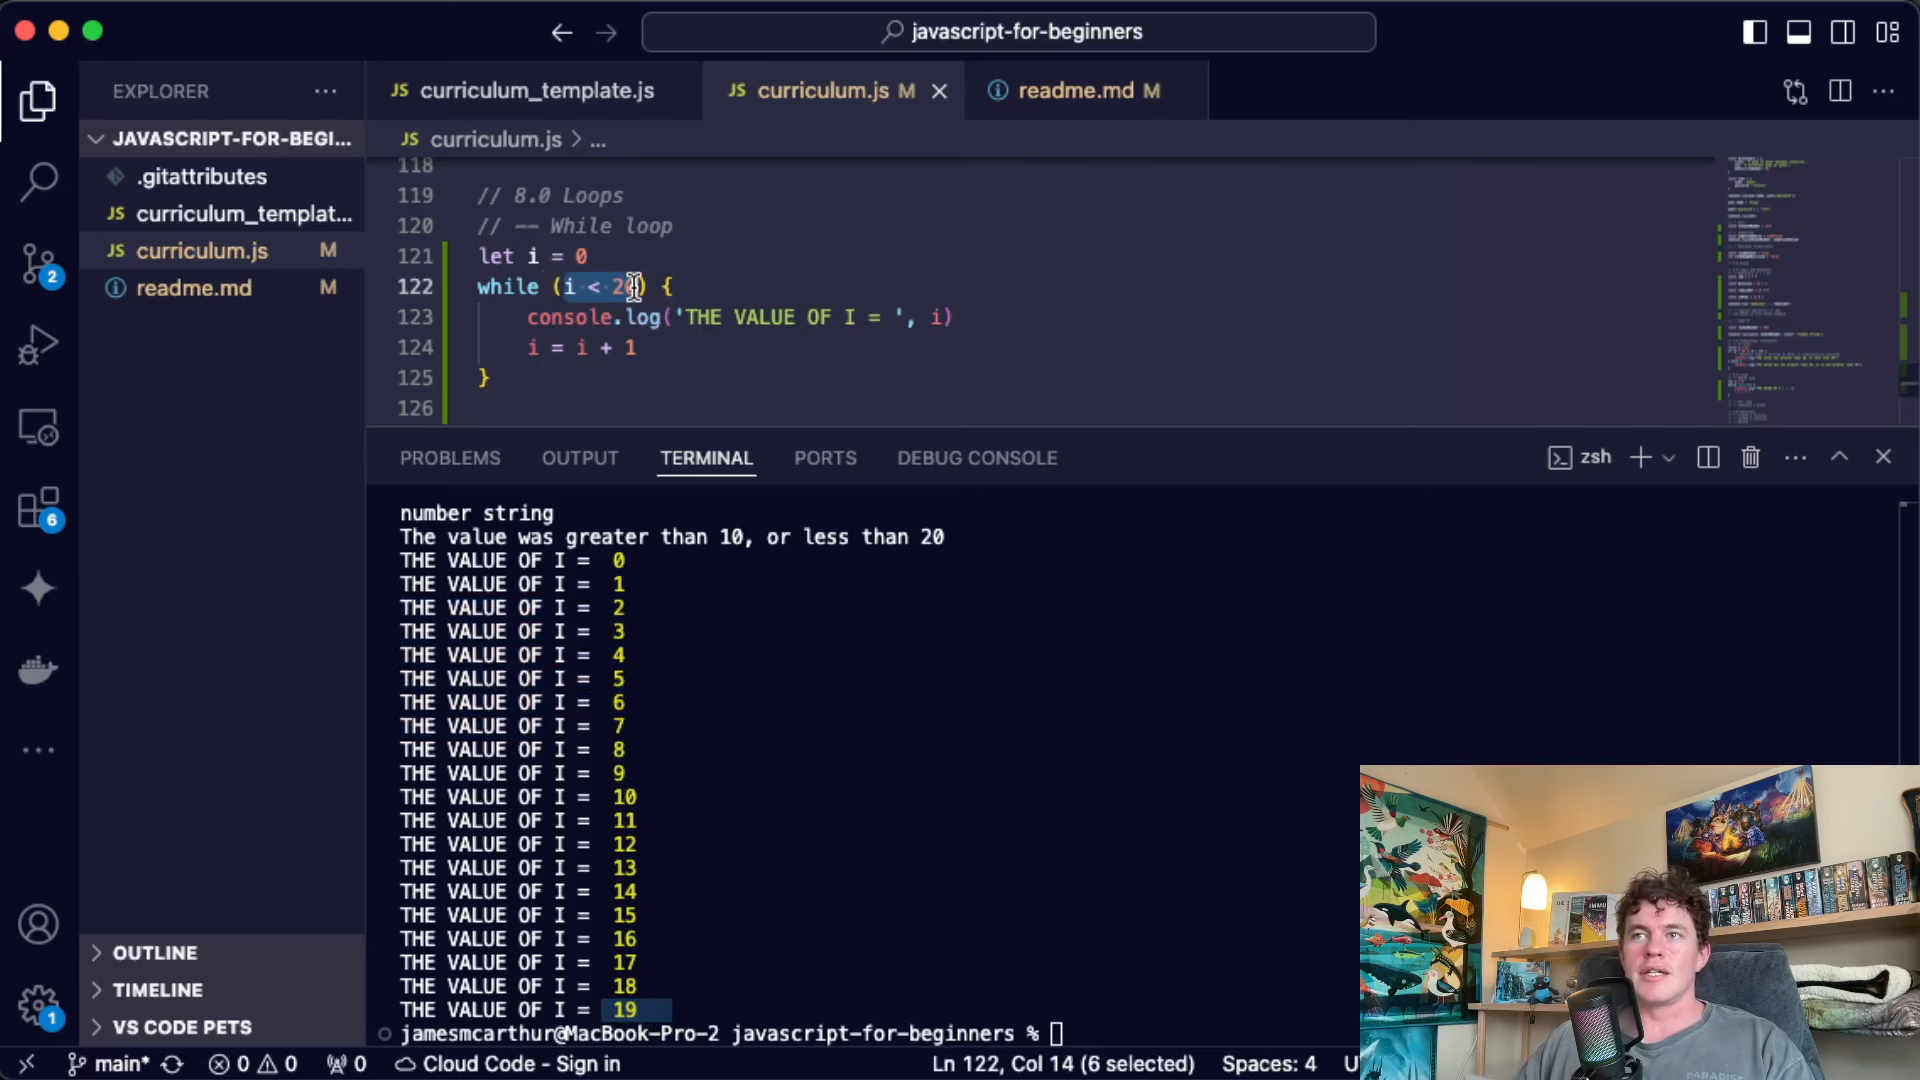 javascript-for-beginners
EXPLORER
JAVASCRIPT-FOR-BEGI...
.gitattributes
JS curriculum_templat...
JS curriculum.js M
readme.md M
OUTLINE
TIMELINE
VS CODE PETS
2
6
1
JS curriculum_template.js
JS curriculum.js M
readme.md M
JS curriculum.js > ...
118
119 // 8.0 Loops
120 // -- While loop
121 let i = 0
122 while (i < 20) {
123 console.log('THE VALUE OF I = ', i)
124 i = i + 1
125 }
126
PROBLEMS OUTPUT TERMINAL PORTS DEBUG CONSOLE
zsh
number string
The value was greater than 10, or less than 20
THE VALUE OF I = 0
THE VALUE OF I = 1
THE VALUE OF I = 2
THE VALUE OF I = 3
THE VALUE OF I = 4
THE VALUE OF I = 5
THE VALUE OF I = 6
THE VALUE OF I = 7
THE VALUE OF I = 8
THE VALUE OF I = 9
THE VALUE OF I = 10
THE VALUE OF I = 11
THE VALUE OF I = 12
THE VALUE OF I = 13
THE VALUE OF I = 14
THE VALUE OF I = 15
THE VALUE OF I = 16
THE VALUE OF I = 17
THE VALUE OF I = 18
THE VALUE OF I = 19
jamesmcarthur@MacBook-Pro-2 javascript-for-beginners %
main* 0 0 0 Cloud Code - Sign in Ln 122, Col 14 (6 selected) Spaces: 4 U